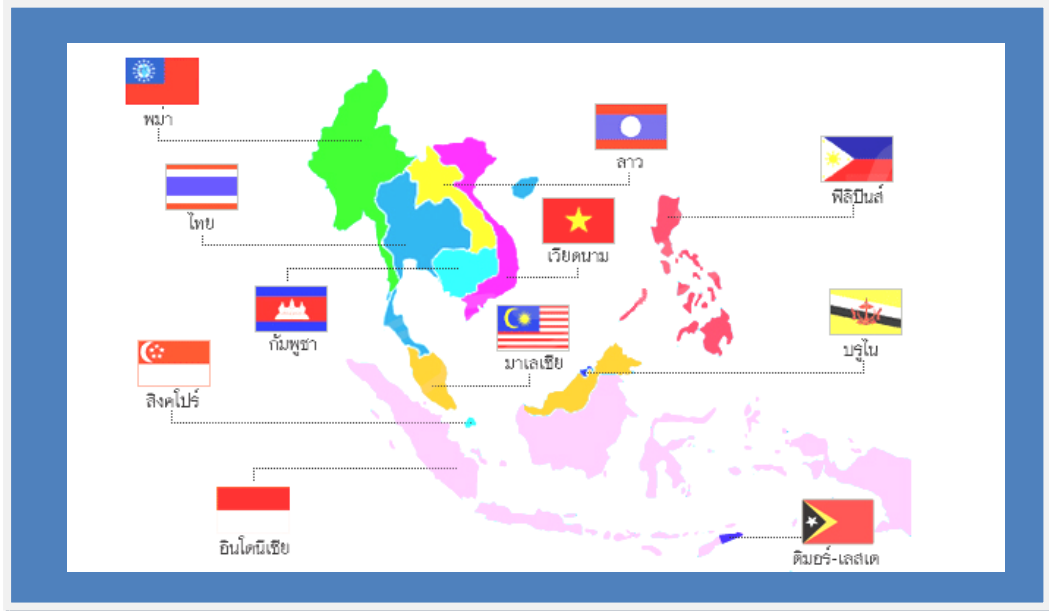 พม่า
ลาว
ฟิลิปปินส์
ไทย
เวียดนาม
กัมพูชา
มาเลเซีย
บรูไน
สิงคโปร์
อินโดนีเซีย
ติมอร์-เลสเต